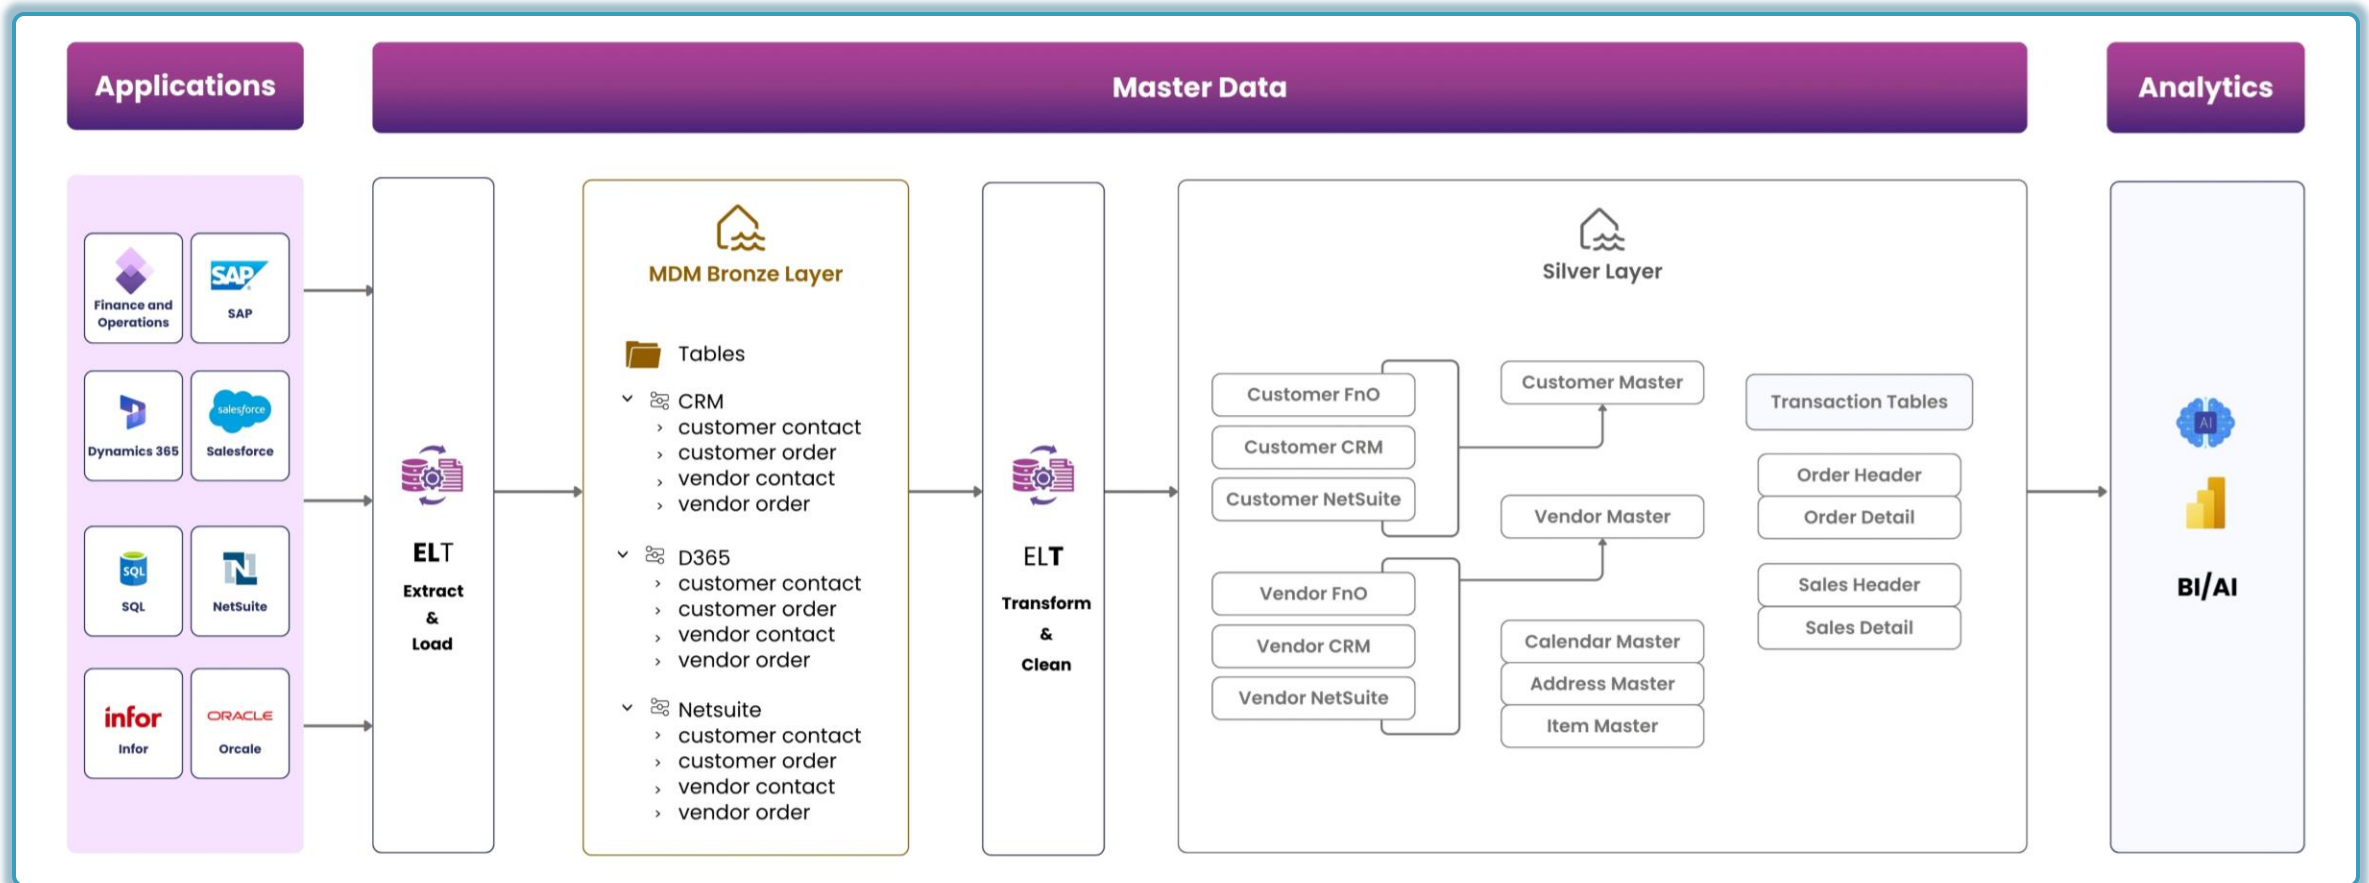 Applications
Master Data
Analytics
Finance and
Operations
SAP
SAP
Dynamics 365
salesforce
Salesforce
SQL
SQL
N
NetSuite
infor
Infor
ORACLE
Orcale
ELT
Extract
&
Load
MDM Bronze Layer
Tables
CRM
customer contact
customer order
vendor contact
vendor order
D365
customer contact
customer order
vendor contact
vendor order
Netsuite
customer contact
customer order
vendor contact
vendor order
ELT
Transform
&
Clean
Silver Layer
Customer FnO
Customer CRM
Customer NetSuite
Vendor FnO
Vendor CRM
Vendor NetSuite
Customer Master
Vendor Master
Calendar Master
Address Master
Item Master
Transaction Tables
Order Header
Order Detail
Sales Header
Sales Detail
AI
BI/AI